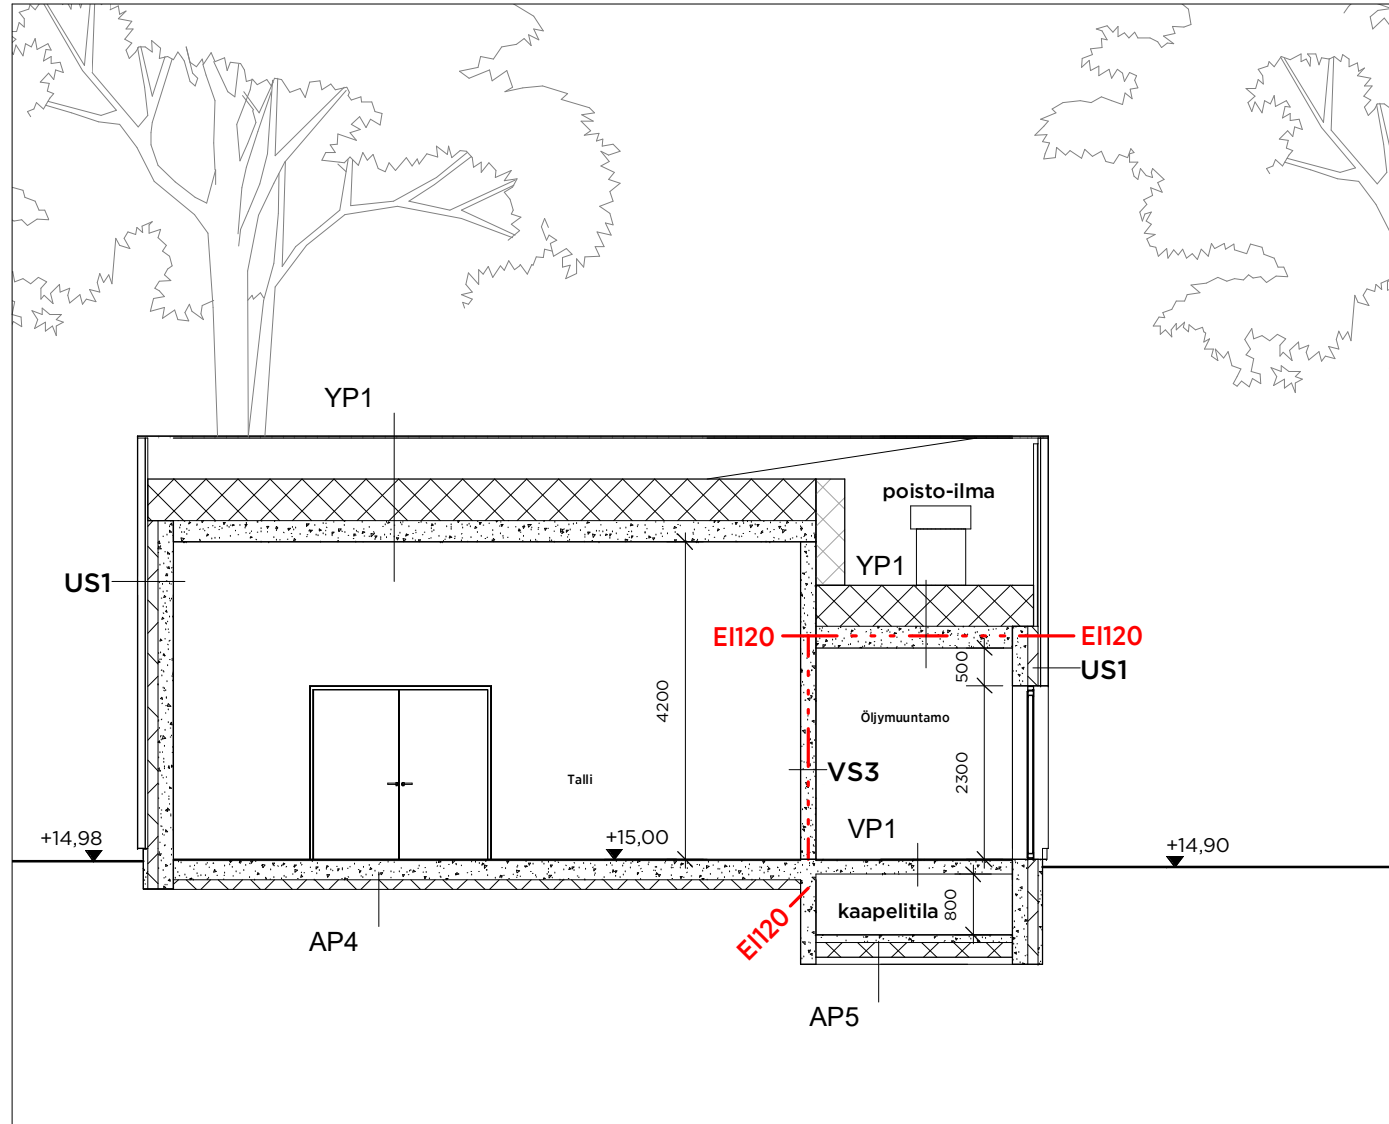 YP1
poisto-ilma
YP1
US1
EI120
EI120
500
US1
4200
Öljymuuntamo
Talli
VS3
2300
+14,98
+15,00
VP1
+14,90
kaapelitila
800
EI120
AP4
AP5